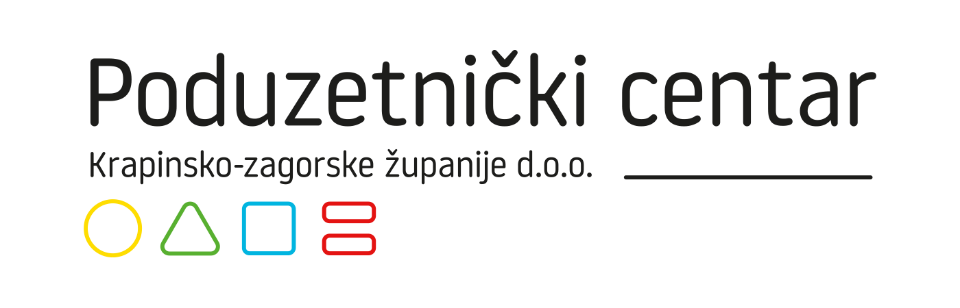 Poduzetnički centar
Krapinsko-zagorske županije d.o.o.